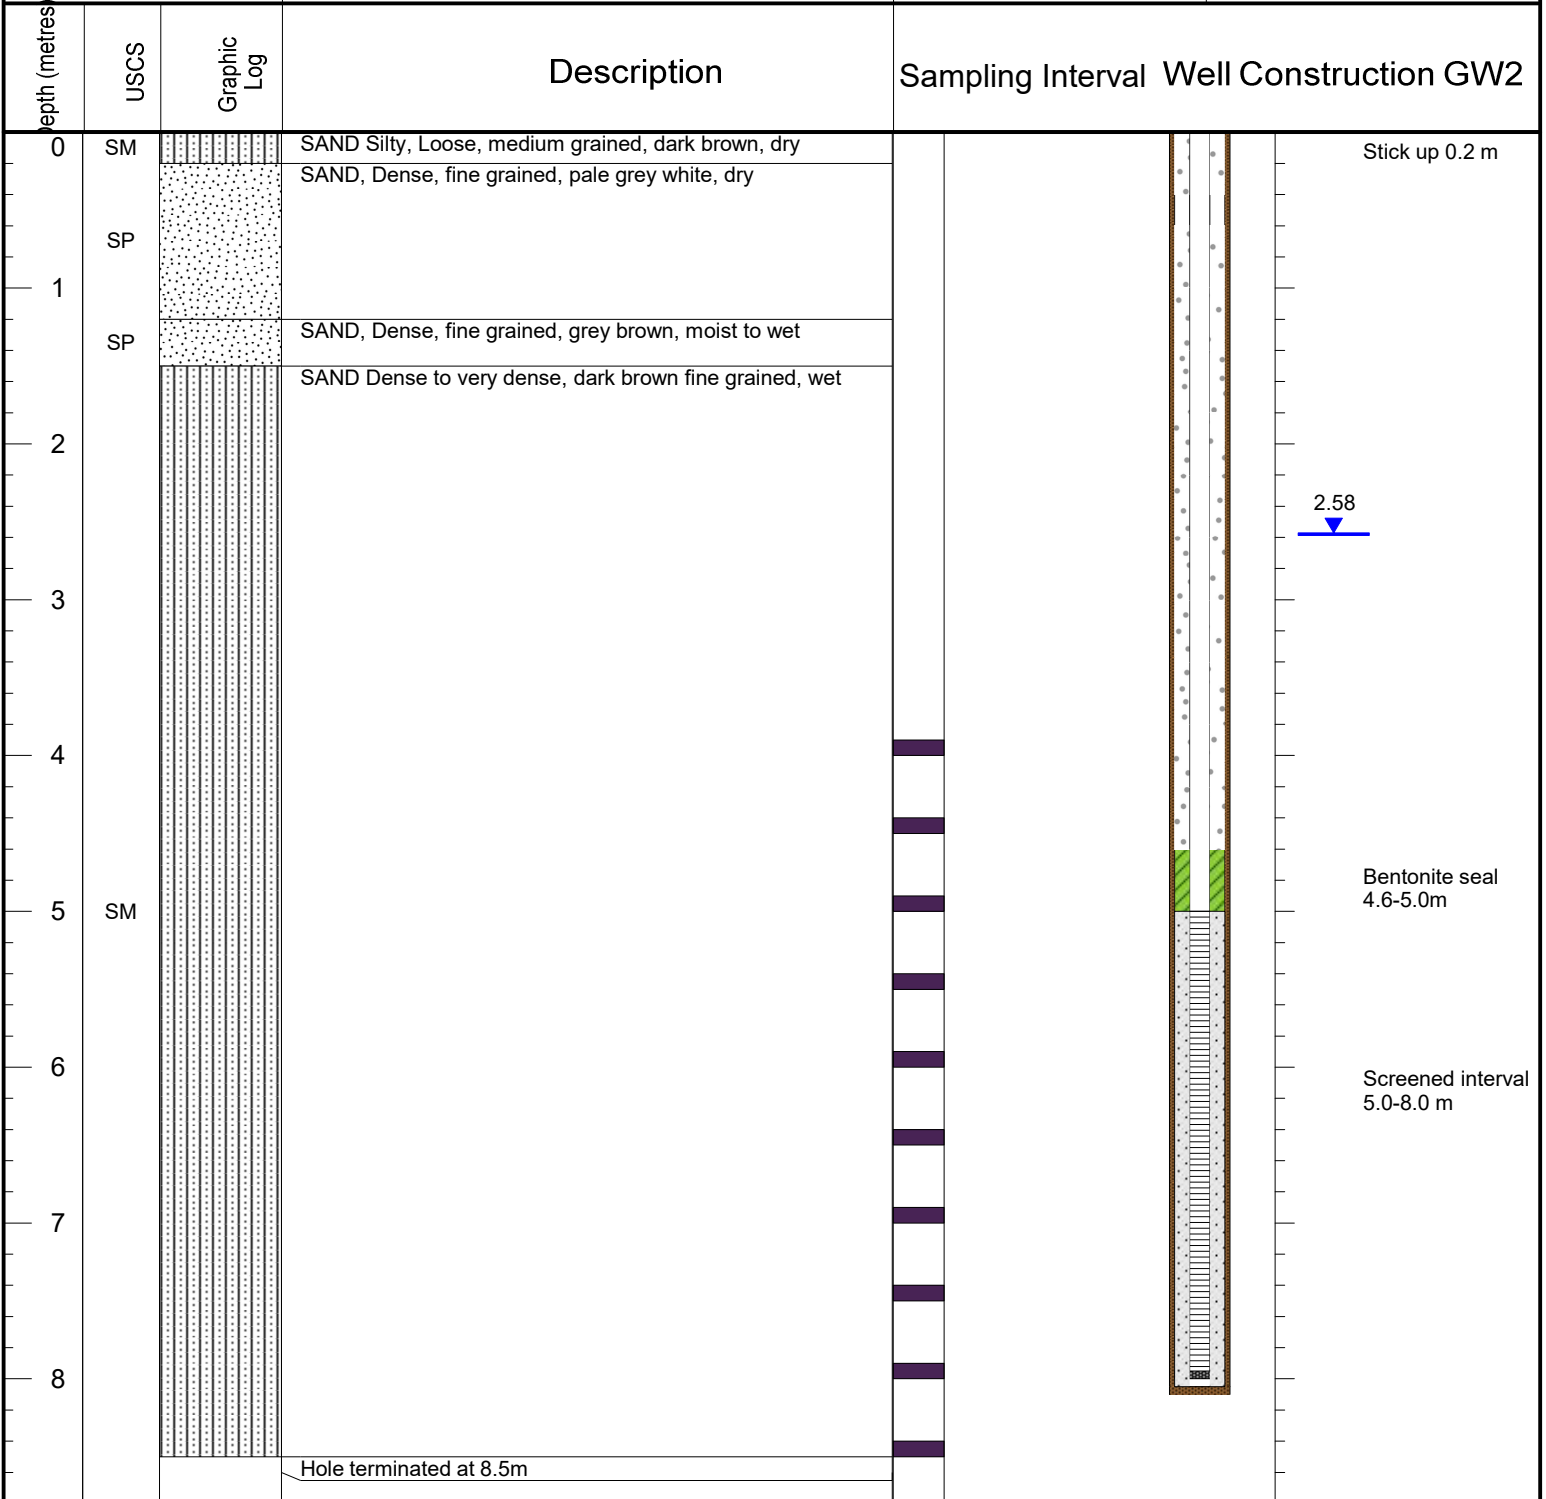 Depth (metres)
USCS
Graphic
Log
Description
Sampling Interval
Well Construction GW2
0
SM
SAND Silty, Loose, medium grained, dark brown, dry
Stick up 0.2 m
SAND, Dense, fine grained, pale grey white, dry
SP
1
SAND, Dense, fine grained, grey brown, moist to wet
SP
SAND Dense to very dense, dark brown fine grained, wet
2
2.58
3
4
Bentonite seal
4.6-5.0m
5
SM
6
Screened interval
5.0-8.0 m
7
8
Hole terminated at 8.5m